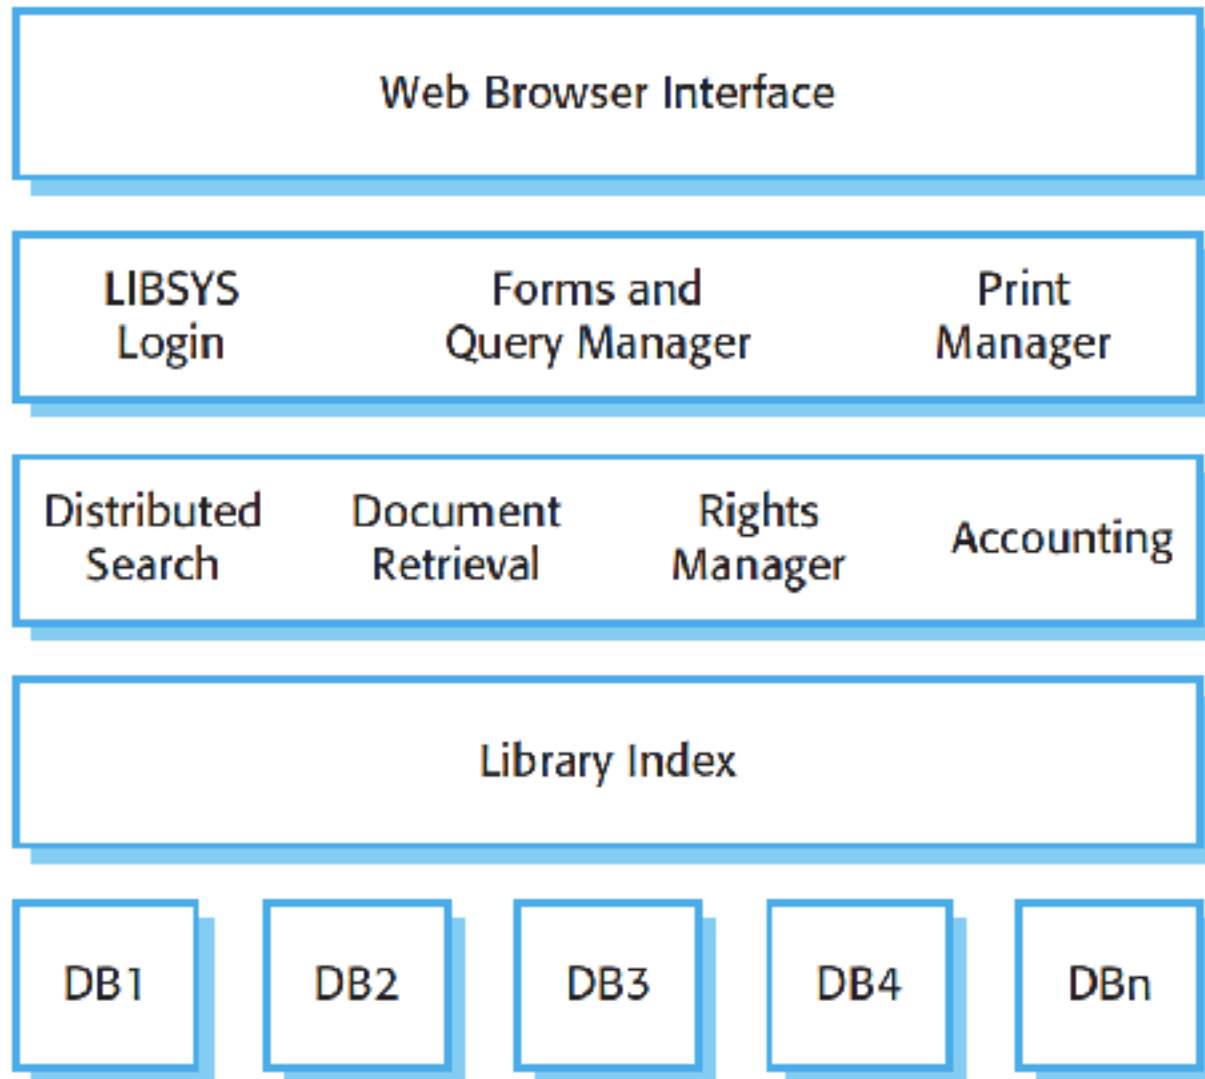 Web Browser Interface
LIBSYS
Login
Forms and
Query Manager
Print
Manager
Distributed
Search
Document
Retrieval
Rights
Manager
Accounting
Library Index
DB1
DB2
DB3
DB4
DBn